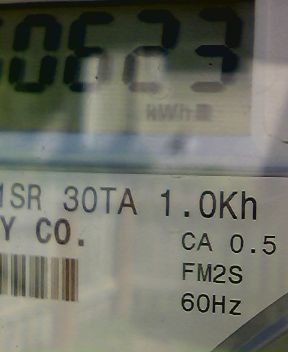 0623
kWh
1SR 30TA 1.0Kh
Y CO.
CA 0.5
FM2S
60Hz